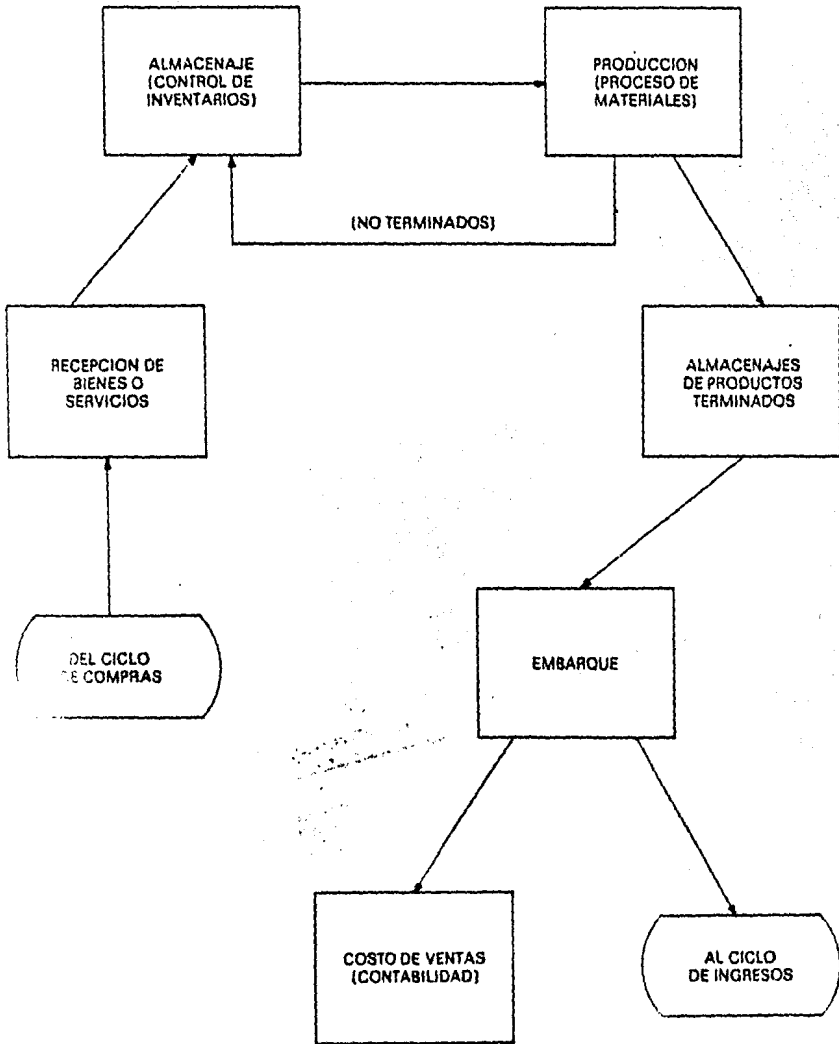 ALMACENAJE
(CONTROL DE
INVENTARIOS)
PRODUCCION
(PROCESO DE
MATERIALES)
(NO TERMINADOS)
RECEPCION DE
BIENES O
SERVICIOS
ALMACENAJES
DE PRODUCTOS
TERMINADOS
DEL CICLO
DE COMPRAS
EMBARQUE
COSTO DE VENTAS
(CONTABILIDAD)
AL CICLO
DE INGRESOS